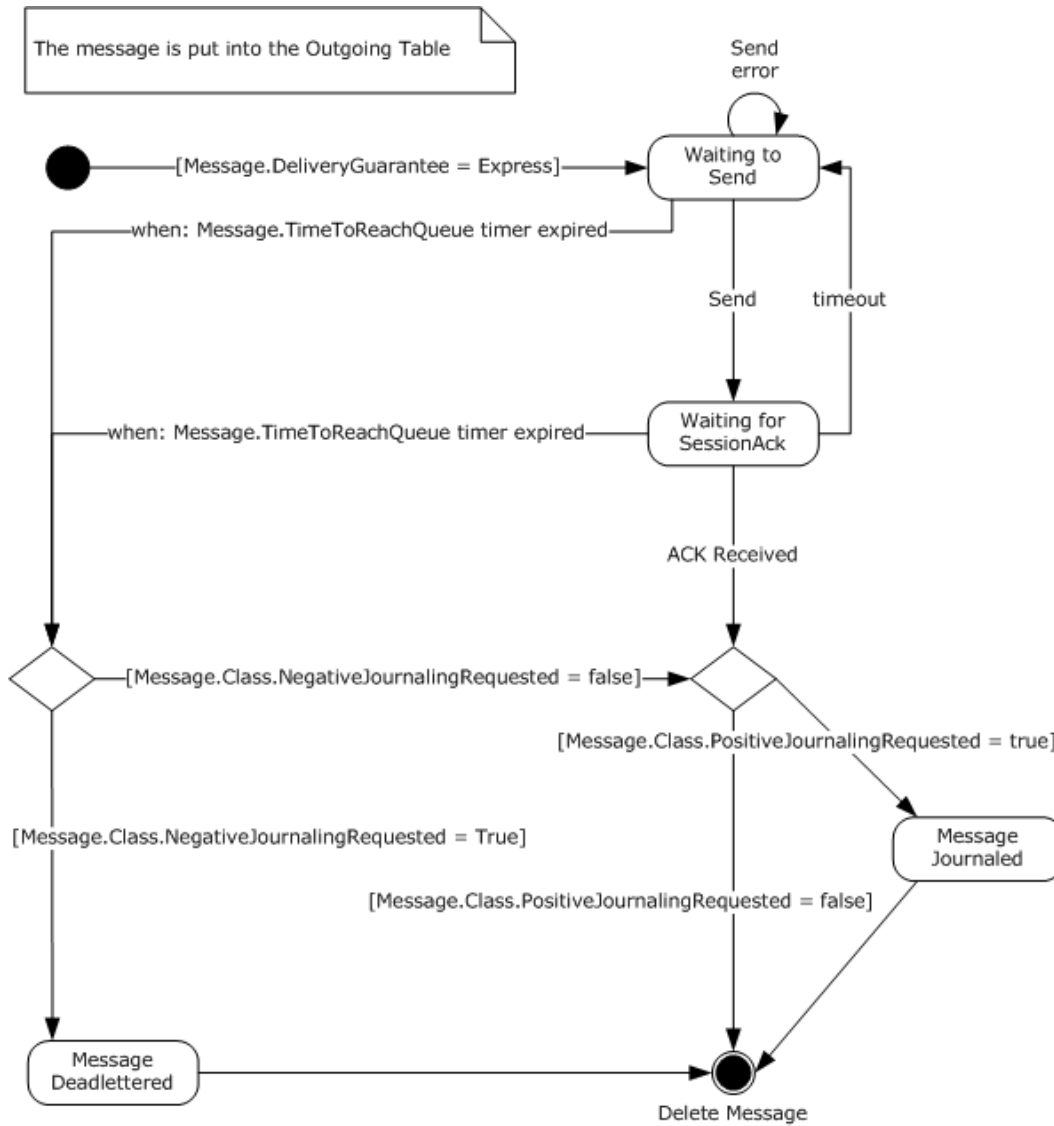 The message is put into the Outgoing Table
Send
error
[Message.DeliveryGuarantee = Express]
Waiting to
Send
when: Message.TimeToReachQueue timer expired
Send
timeout
when: Message.TimeToReachQueue timer expired
Waiting for
SessionAck
ACK Received
[Message.Class.NegativeJournalingRequested = false]
[Message.Class.PositiveJournalingRequested = true]
[Message.Class.NegativeJournalingRequested = True]
Message
Journaled
[Message.Class.PositiveJournalingRequested = false]
Message
Deadlettered
Delete Message